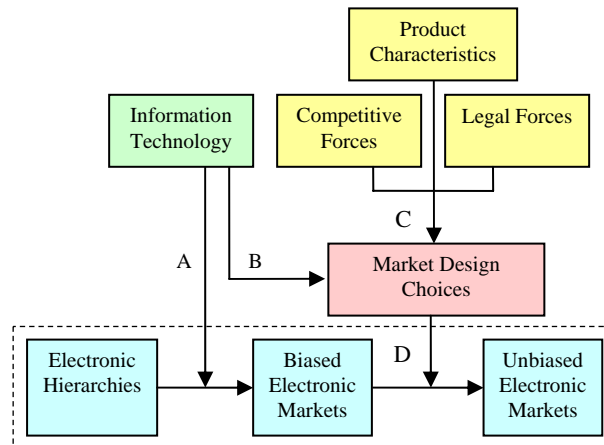 Product
Characteristics
Information
Technology
Competitive
Forces
Legal Forces
C
A
B
Market Design
Choices
D
Electronic
Hierarchies
Biased
Electronic
Markets
Unbiased
Electronic
Markets